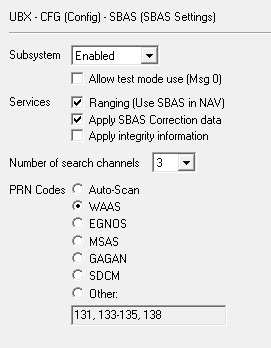 UBX - CFG (Config) - SBAS (SBAS Settings)
Subsystem Enabled
Allow test mode use (Msg 0)
Services Ranging (Use SBAS in NAV)
Apply SBAS Correction data
Apply integrity information
Number of search channels 3
PRN Codes Auto-Scan
WAAS
EGNOS
MSAS
GAGAN
SDCM
Other:
131, 133-135, 138